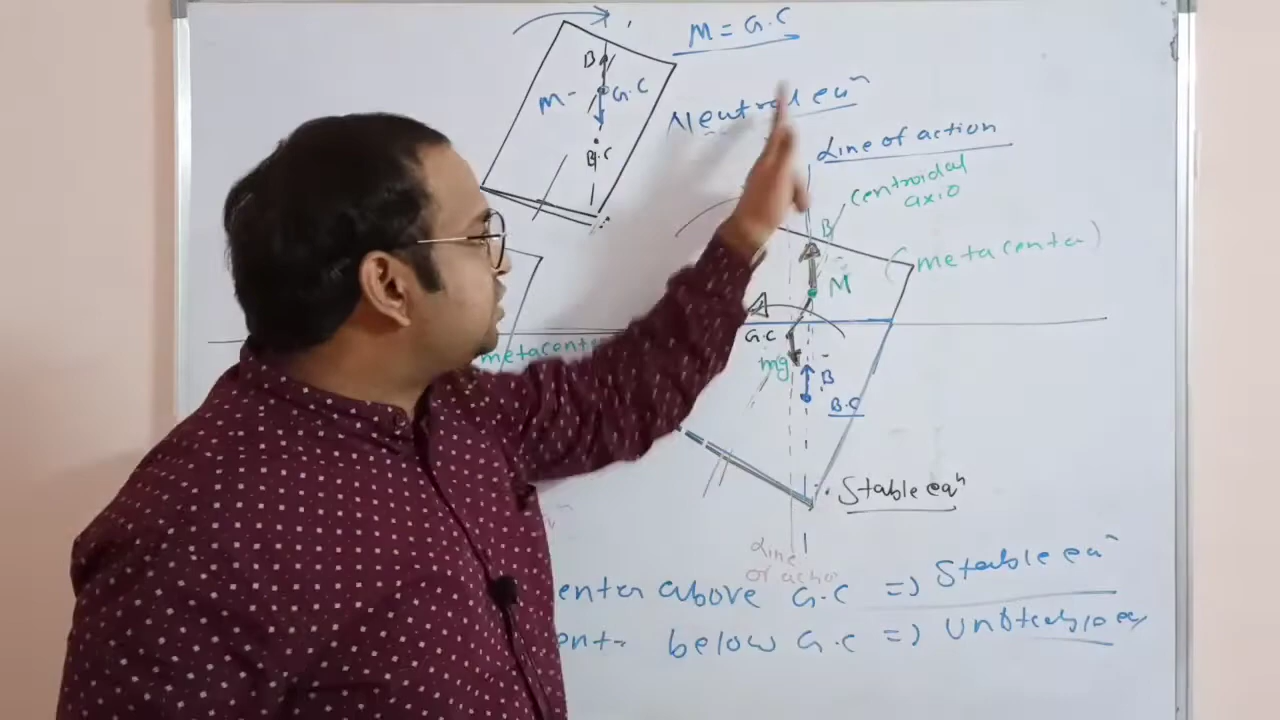 M = G.C
B
M-
G.C
B.C
Neutral eqⁿ
Line of action
centroidal
axis
B
(metacenter)
M
G.C
metacent
mg
B
B.C
Stable eqⁿ
Line
of action
enter above G.C => Stable eqⁿ
ent- below G.C => Unstable eqⁿ